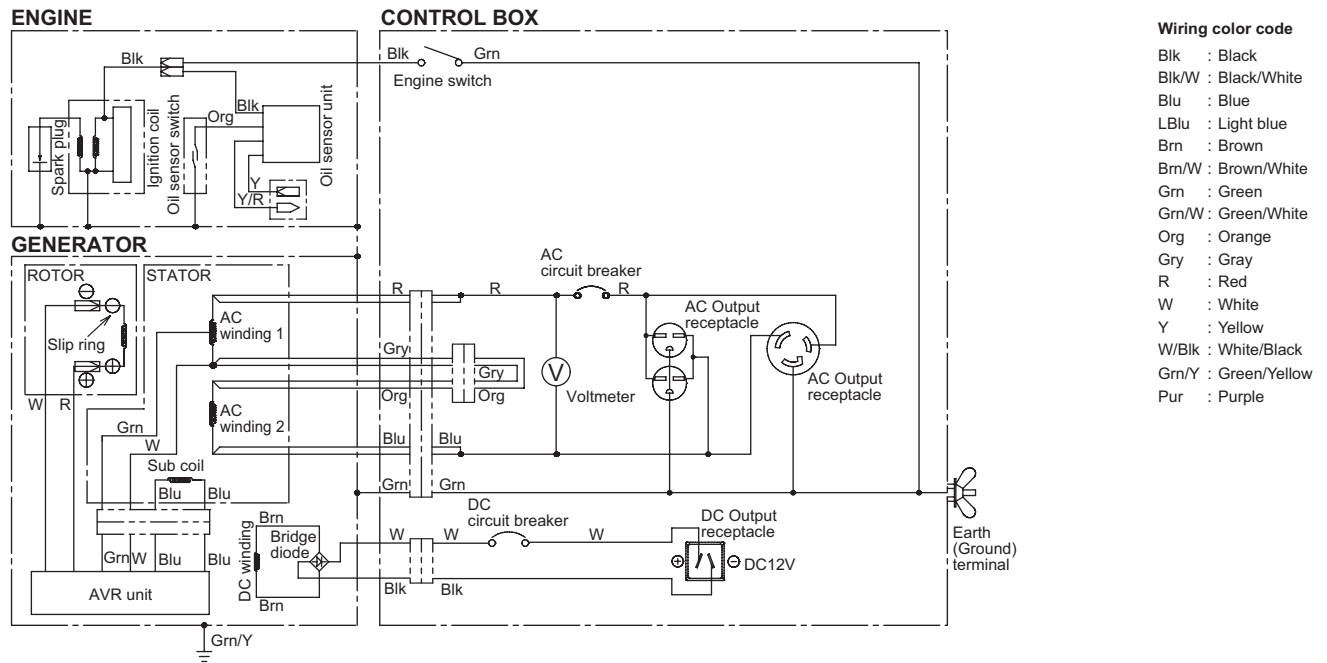 ENGINE
CONTROL BOX
Blk
Blk
Grn
Engine switch
Blk
Org
Spark plug
Ignition coil
Oil sensor switch
Oil sensor unit
Y
Y/R
GENERATOR
ROTOR
STATOR
Slip ring
AC
winding 1
AC
winding 2
W
R
Grn
W
Sub coil
Blu
Blu
Grn
W
Blu
Blu
AVR unit
Grn/Y
DC winding
Brn
Bridge
diode
Brn
R
R
AC
circuit breaker
R
Gry
Gry
Org
Org
Blu
Blu
Grn
Grn
V
Voltmeter
AC Output
receptacle
AC Output
receptacle
W
W
DC
circuit breaker
W
Blk
Blk
DC Output
receptacle
+
−
DC12V
Earth
(Ground)
terminal
Wiring color code
Blk : Black
Blk/W : Black/White
Blu : Blue
LBlu : Light blue
Brn : Brown
Brn/W : Brown/White
Grn : Green
Grn/W : Green/White
Org : Orange
Gry : Gray
R : Red
W : White
Y : Yellow
W/Blk : White/Black
Grn/Y : Green/Yellow
Pur : Purple